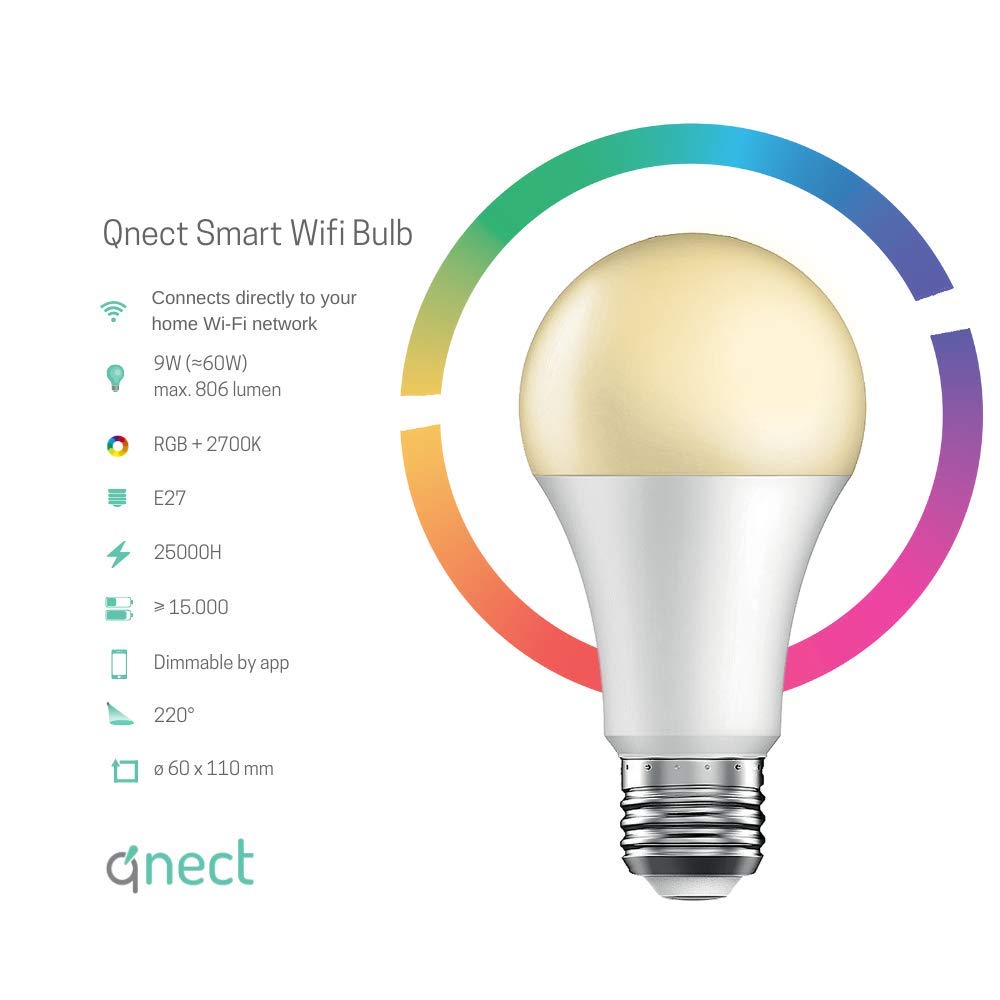 Qnect Smart Wifi Bulb
Connects directly to your
home Wi-Fi network
9W (≈60W)
max. 806 lumen
RGB + 2700K
E27
25000H
≥ 15.000
Dimmable by app
220°
ø 60 x 110 mm
qnect